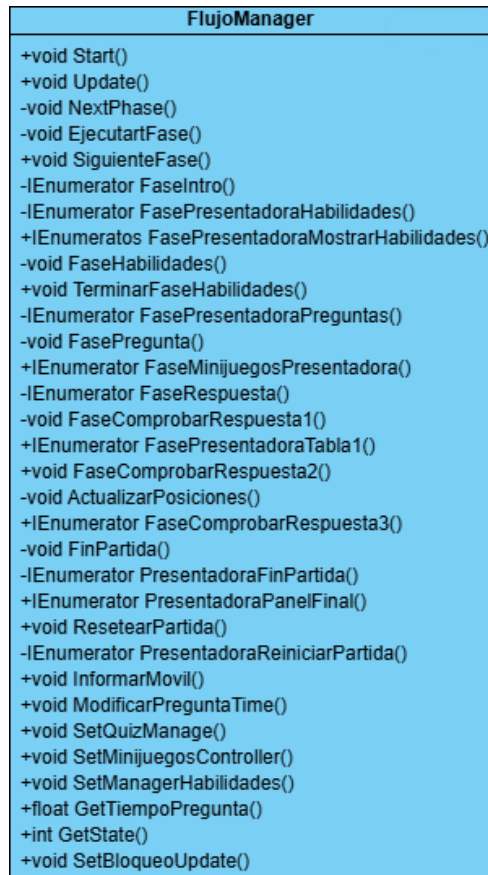 FlujoManager
+void Start()
+void Update()
-void NextPhase()
-void EjecutartFase()
+void SiguienteFase()
-IEnumerator FaseIntro()
-IEnumerator FasePresentadoraHabilidades()
+IEnumeratos FasePresentadoraMostrarHabilidades()
-void FaseHabilidades()
+void TerminarFaseHabilidades()
-IEnumerator FasePresentadoraPreguntas()
-void FasePregunta()
+IEnumerator FaseMinijuegosPresentadora()
-IEnumerator FaseRespuesta()
-void FaseComprobarRespuesta1()
+IEnumerator FasePresentadoraTabla1()
+void FaseComprobarRespuesta2()
-void ActualizarPosiciones()
+IEnumerator FaseComprobarRespuesta3()
-void FinPartida()
-IEnumerator PresentadoraFinPartida()
+IEnumerator PresentadoraPanelFinal()
+void ResetearPartida()
-IEnumerator PresentadoraReiniciarPartida()
+void InformarMovil()
+void ModificarPreguntaTime()
+void SetQuizManage()
+void SetMinijuegosController()
+void SetManagerHabilidades()
+float GetTiempoPregunta()
+int GetState()
+void SetBloqueoUpdate()